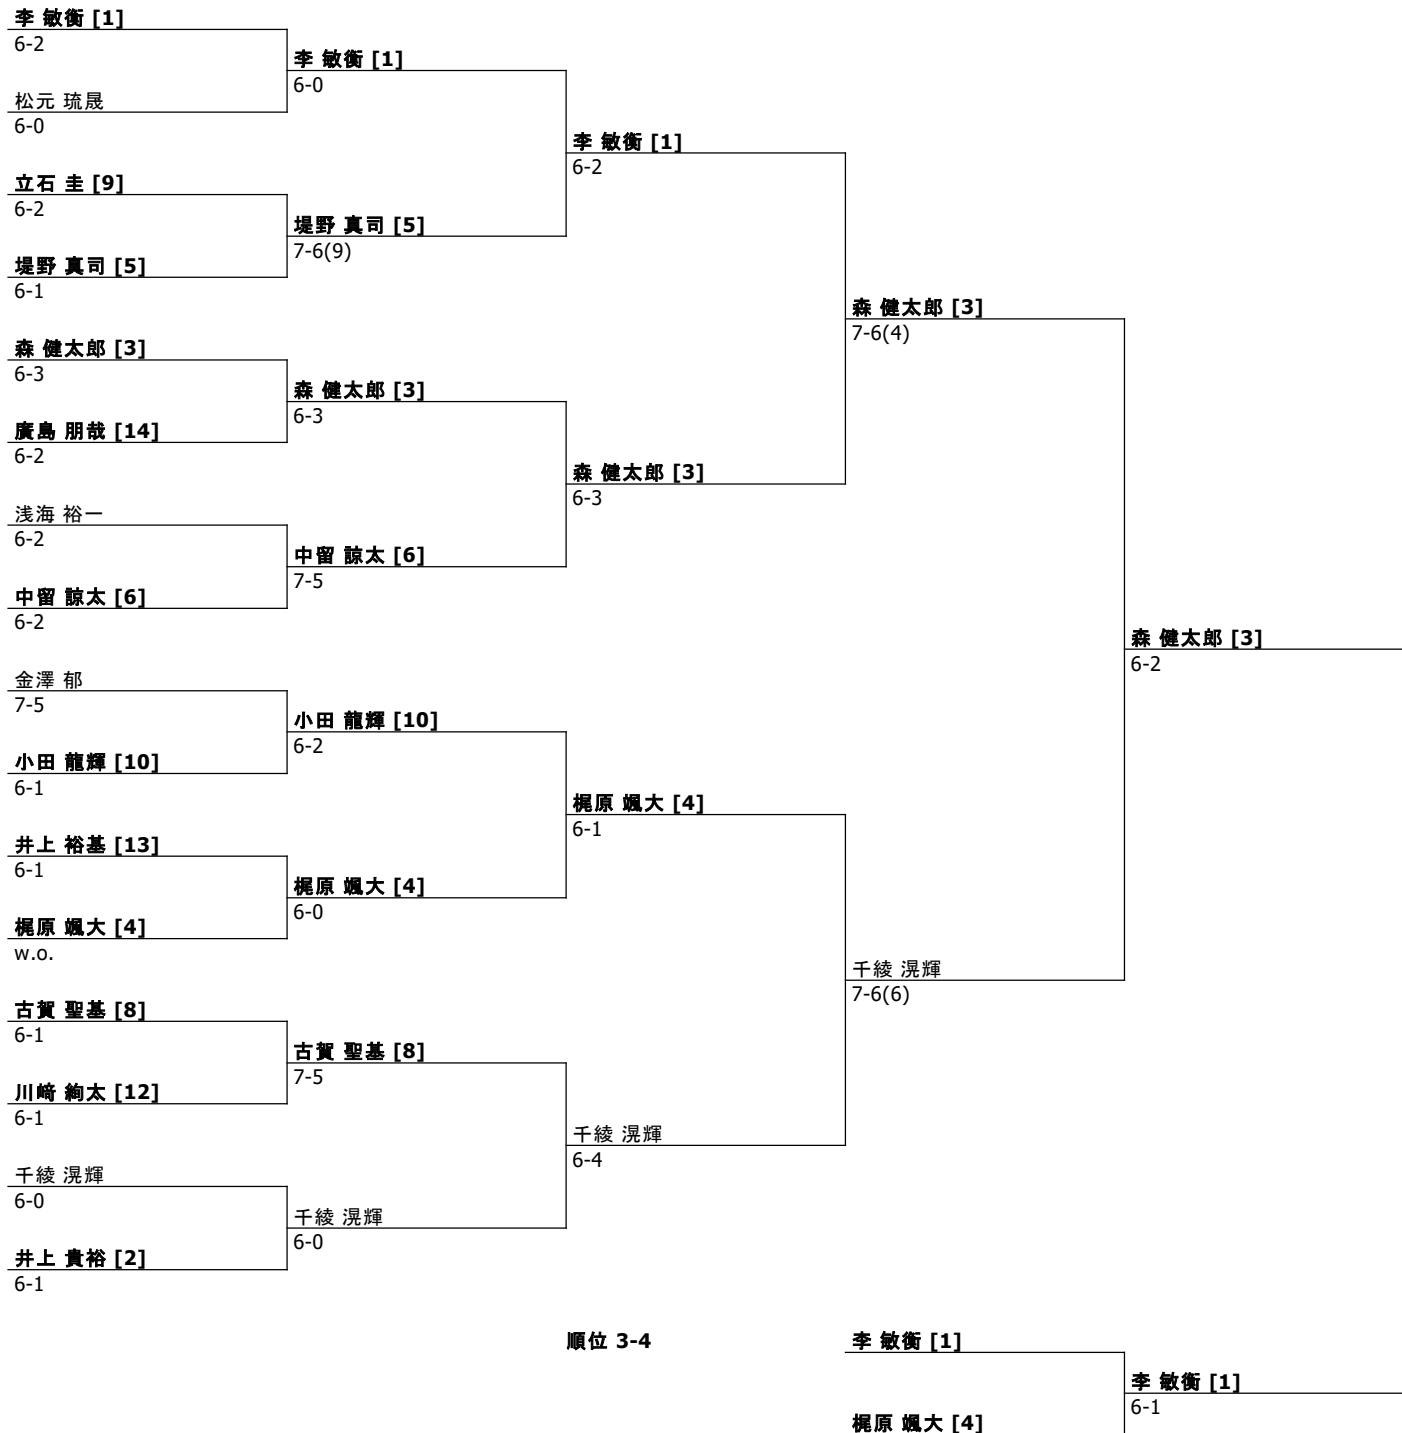 李 敏衡 [1]
6-2
李 敏衡 [1]
6-0
松元 琉晟
6-0
李 敏衡 [1]
6-2
立石 圭 [9]
6-2
堤野 真司 [5]
7-6(9)
堤野 真司 [5]
6-1
森 健太郎 [3]
7-6(4)
森 健太郎 [3]
6-3
森 健太郎 [3]
6-3
廣島 朋哉 [14]
6-2
森 健太郎 [3]
6-3
浅海 裕一
6-2
中留 諒太 [6]
7-5
中留 諒太 [6]
6-2
森 健太郎 [3]
6-2
金澤 郁
7-5
小田 龍輝 [10]
6-2
小田 龍輝 [10]
6-1
梶原 颯大 [4]
6-1
井上 裕基 [13]
6-1
梶原 颯大 [4]
6-0
梶原 颯大 [4]
w.o.
千綾 滉輝
7-6(6)
古賀 聖基 [8]
6-1
古賀 聖基 [8]
7-5
川﨑 絢太 [12]
6-1
千綾 滉輝
6-4
千綾 滉輝
6-0
千綾 滉輝
6-0
井上 貴裕 [2]
6-1
順位 3-4
李 敏衡 [1]
李 敏衡 [1]
6-1
梶原 颯大 [4]